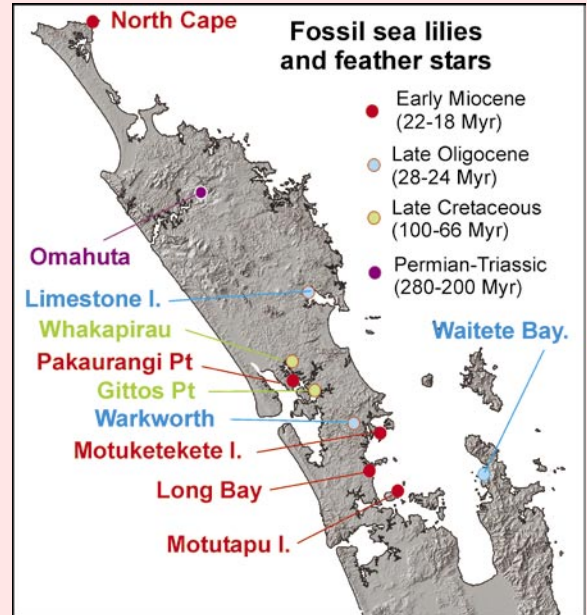 North Cape
Fossil sea lilies
and feather stars
Early Miocene
(22-18 Myr)
Late Oligocene
(28-24 Myr)
Late Cretaceous
(100-66 Myr)
Permian-Triassic
(280-200 Myr)
Omahuta
Limestone I.
Whakapirau
Waitete Bay.
Pakaurangi Pt
Gittos Pt
Warkworth
Motuketekete I.
Long Bay
Motutapu I.